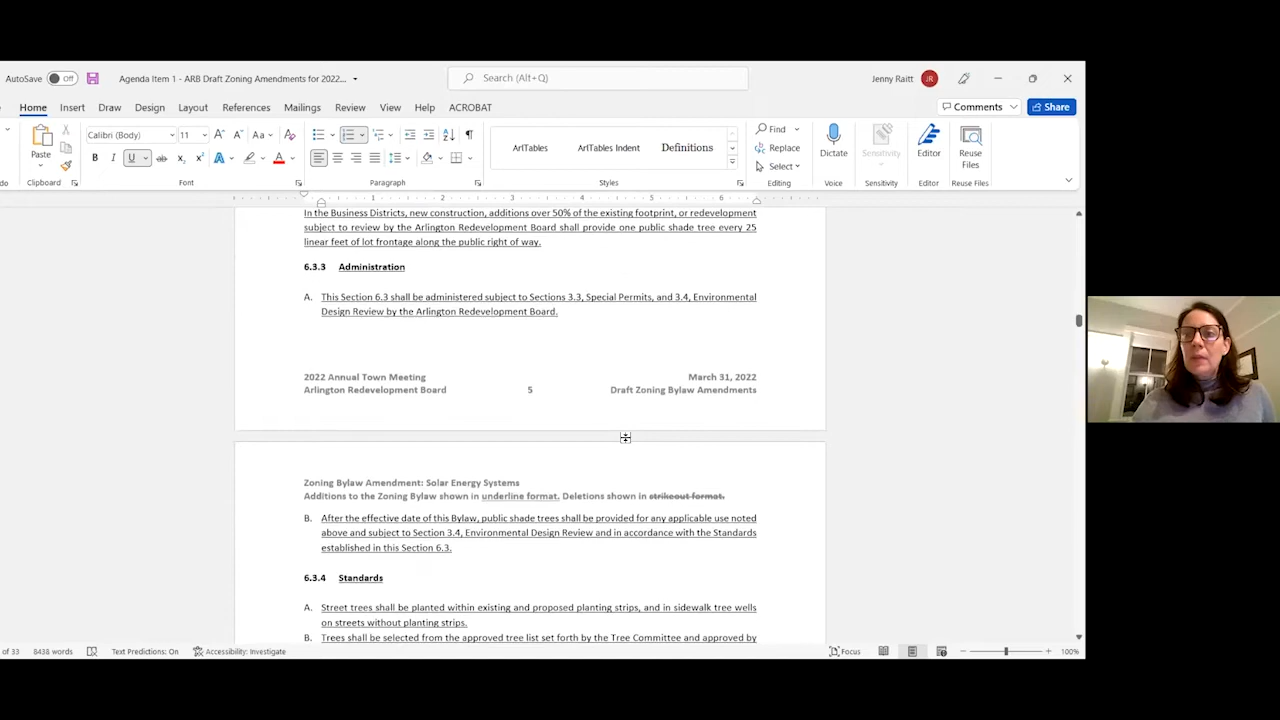 AutoSave Off Agenda Item 1 - ARB Draft Zoning Amendments for 2022... Search (Alt+Q) Jenny Raitt JR
Home Insert Draw Design Layout References Mailings Review View Help ACROBAT Comments Share
Calibri (Body) 11 A A Aa Find
Paste ArtTables ArtTables Indent Definitions Replace Dictate Sensitivity Editor Reuse Files
B I U ab x₂ x² A A Select
Clipboard Font Paragraph Styles Editing Voice Sensitivity Editor Reuse Files
1 2 3 4 5 6
In the Business Districts, new construction, additions over 50% of the existing footprint, or redevelopment
subject to review by the Arlington Redevelopment Board shall provide one public shade tree every 25
linear feet of lot frontage along the public right of way.
6.3.3 Administration
A. This Section 6.3 shall be administered subject to Sections 3.3, Special Permits, and 3.4, Environmental
Design Review by the Arlington Redevelopment Board.
2022 Annual Town Meeting March 31, 2022
Arlington Redevelopment Board 5 Draft Zoning Bylaw Amendments
Zoning Bylaw Amendment: Solar Energy Systems
Additions to the Zoning Bylaw shown in underline format. Deletions shown in strikeout format.
B. After the effective date of this Bylaw, public shade trees shall be provided for any applicable use noted
above and subject to Section 3.4, Environmental Design Review and in accordance with the Standards
established in this Section 6.3.
6.3.4 Standards
A. Street trees shall be planted within existing and proposed planting strips, and in sidewalk tree wells
on streets without planting strips.
B. Trees shall be selected from the approved tree list set forth by the Tree Committee and approved by
of 33 8438 words Text Predictions: On Accessibility: Investigate Focus 100%